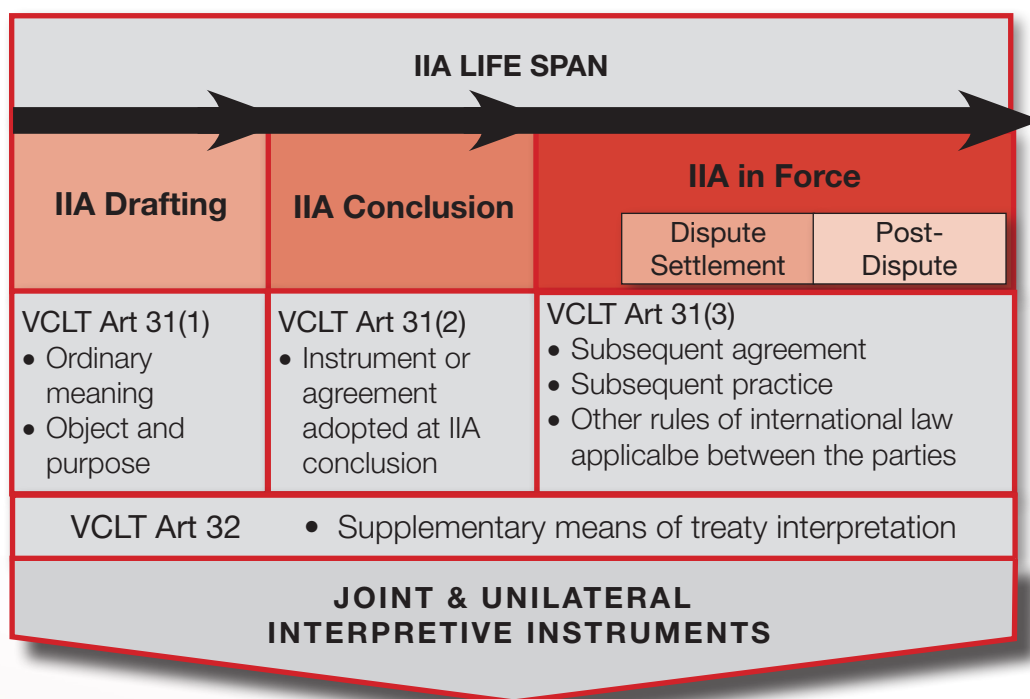 IIA LIFE SPAN
IIA Drafting
IIA Conclusion
IIA in Force
Dispute
Settlement
Post-
Dispute
VCLT Art 31(1)
• Ordinary
meaning
• Object and
purpose
VCLT Art 31(2)
• Instrument or
agreement
adopted at IIA
conclusion
VCLT Art 31(3)
• Subsequent agreement
• Subsequent practice
• Other rules of international law
applicalbe between the parties
VCLT Art 32 • Supplementary means of treaty interpretation
JOINT & UNILATERAL
INTERPRETIVE INSTRUMENTS